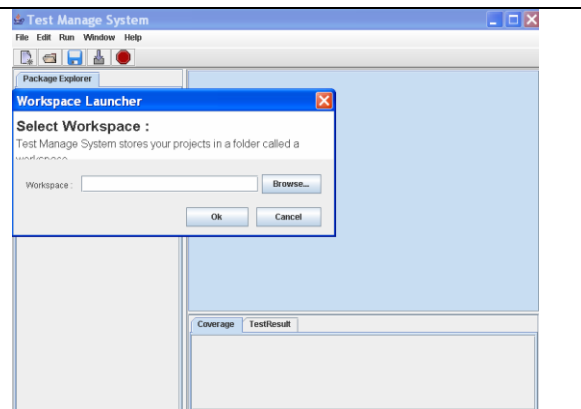 Test Manage System
File Edit Run Window Help
Package Explorer
Workspace Launcher
Select Workspace :
Test Manage System stores your projects in a folder called a
workspace
Workspace :
Browse...
Ok
Cancel
Coverage
TestResult